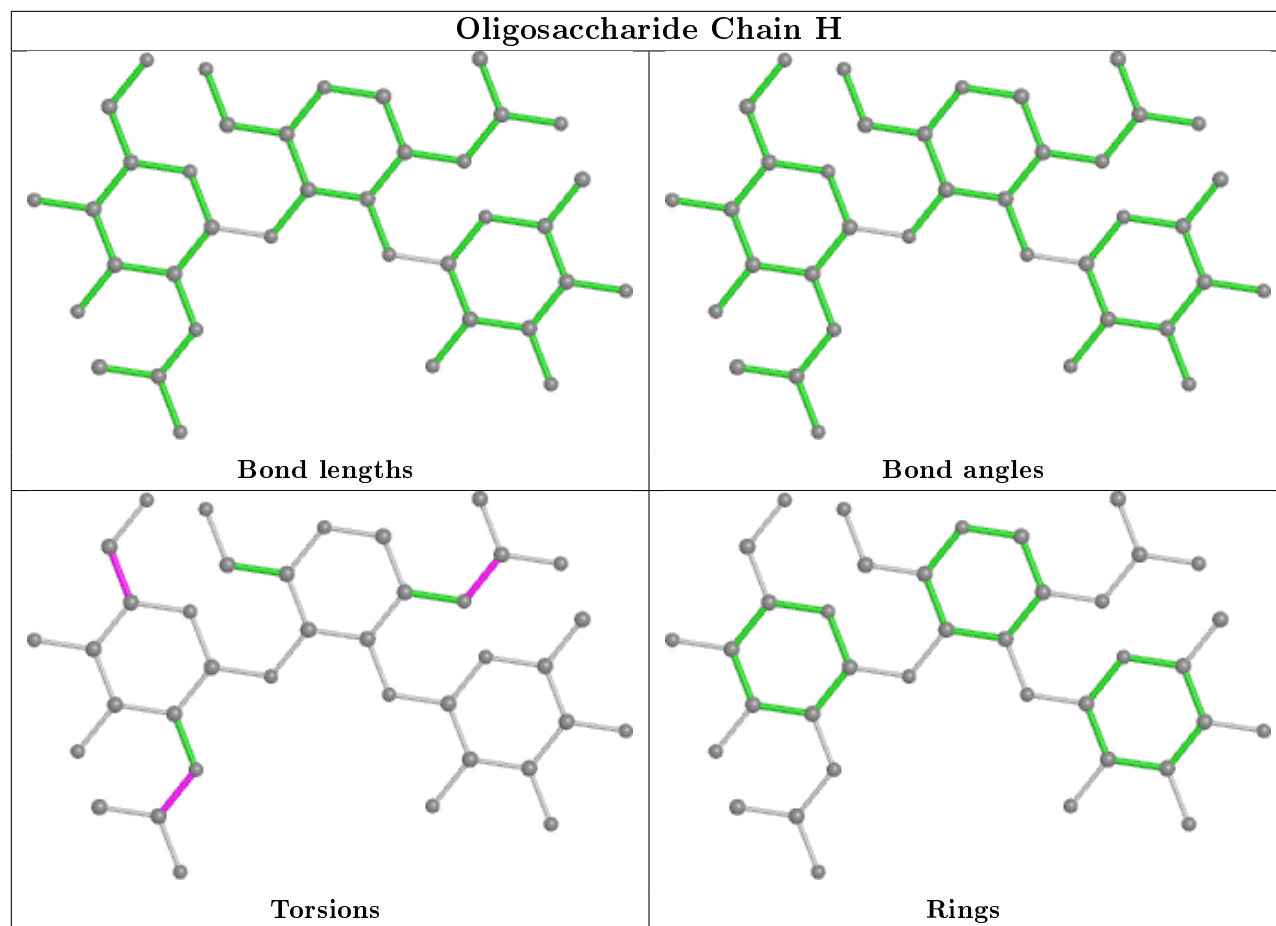 Oligosaccharide Chain H
Bond lengths
Bond angles
Torsions
Rings